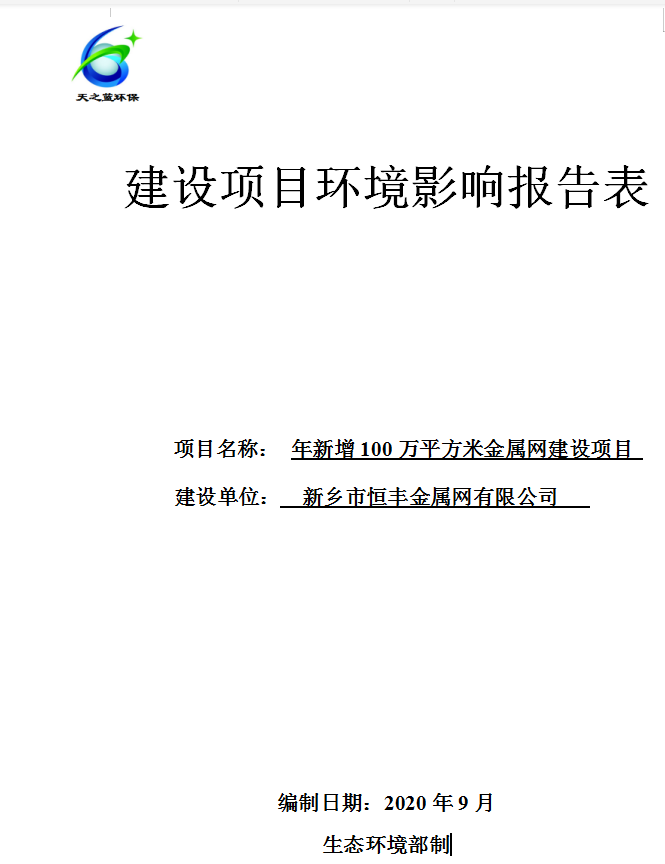 天之蓝环保
建设项目环境影响报告表
项目名称： 年新增100万平方米金属网建设项目
建设单位： 新乡市恒丰金属网有限公司
编制日期：2020年9月
生态环境部制